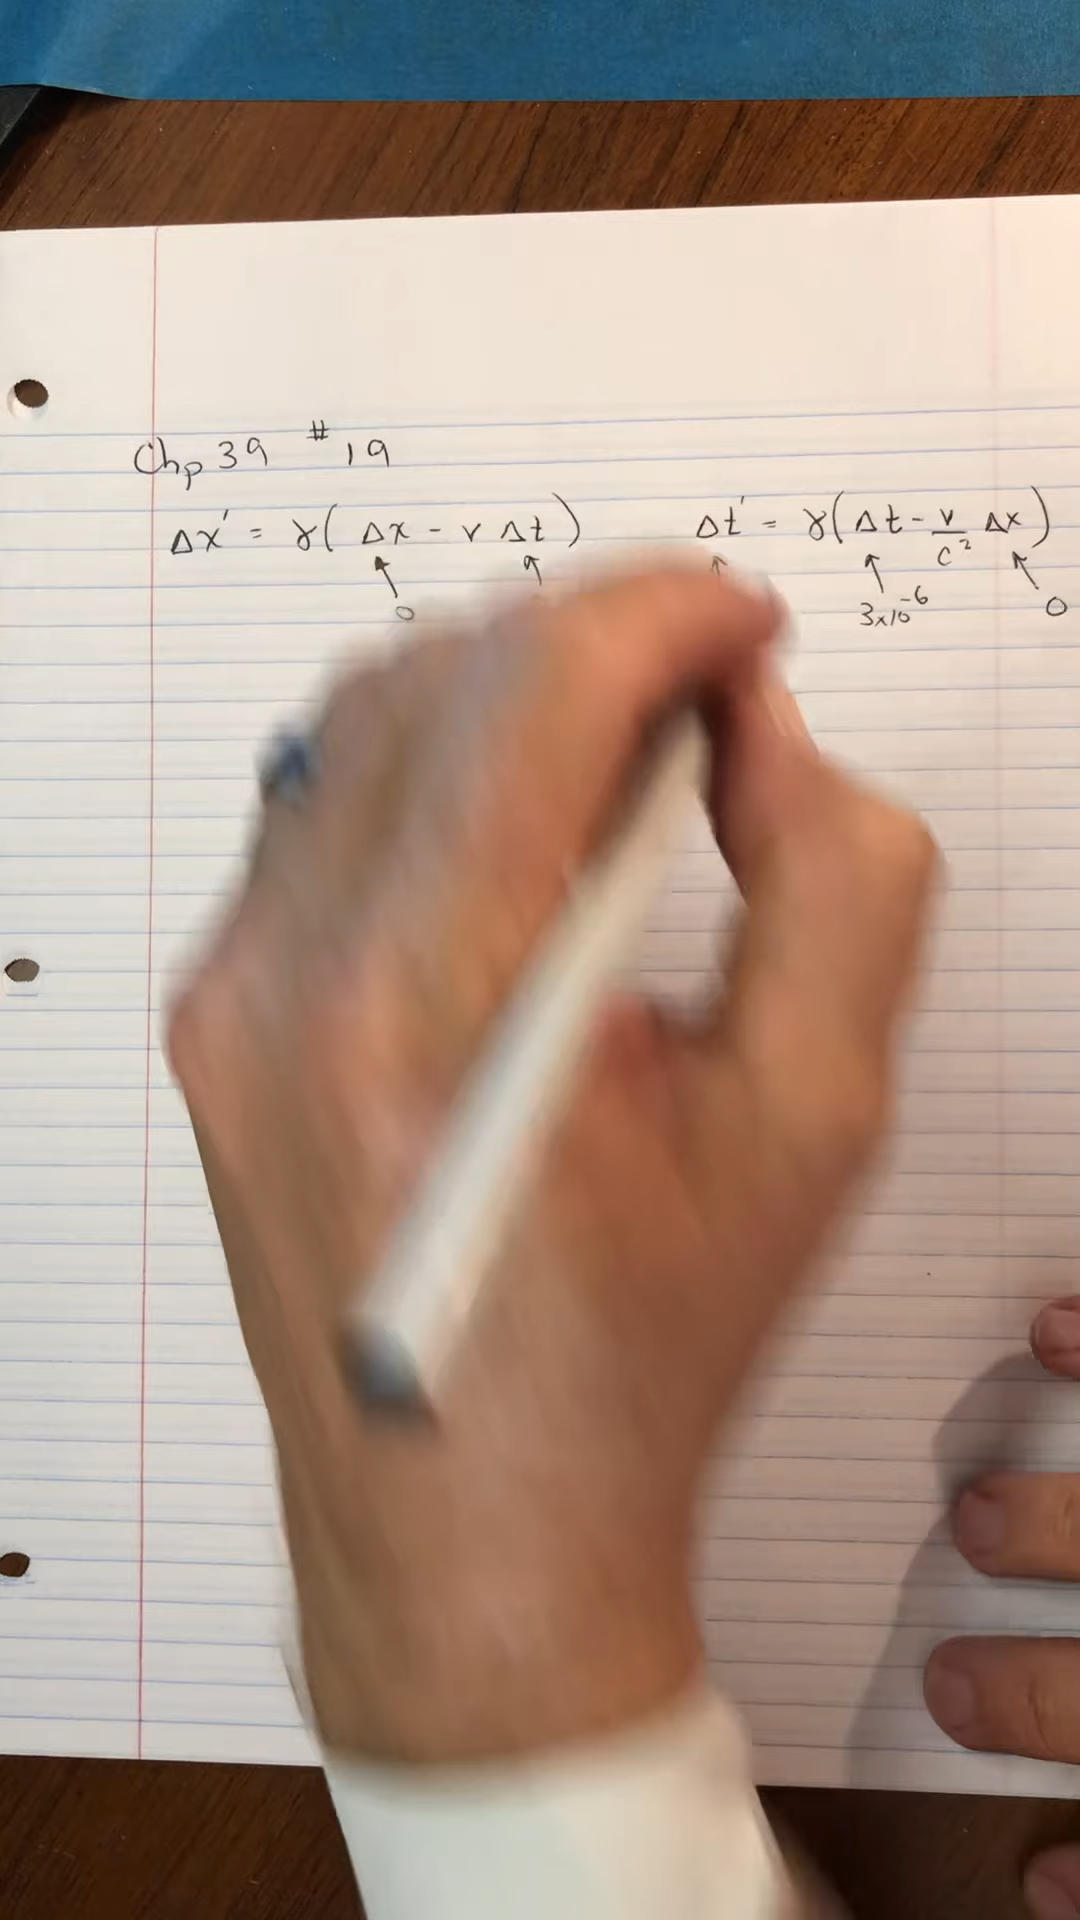 Chp 39 # 19
Δx' = γ( Δx - v Δt) Δt' = γ(Δt - v/c² Δx)
0 3x10⁻⁶ 0